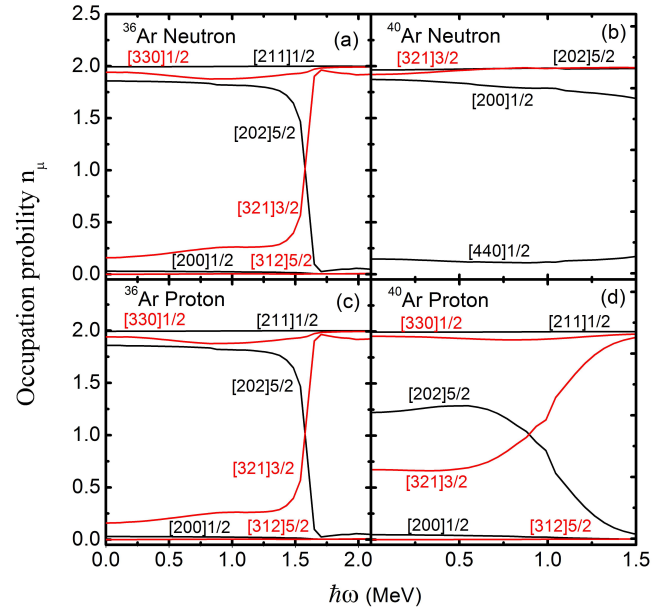 Occupation probility n_μ
2.5
2.0
1.5
1.0
0.5
0.0
³⁶Ar Neutron
(a)
[330]1/2
[211]1/2
[202]5/2
[321]3/2
[200]1/2
[312]5/2
⁴⁰Ar Neutron
(b)
[321]3/2
[202]5/2
[200]1/2
[440]1/2
2.0
1.5
1.0
0.5
0.0
³⁶Ar Proton
(c)
[330]1/2
[211]1/2
[202]5/2
[321]3/2
[200]1/2
[312]5/2
0.0 0.5 1.0 1.5 2.0
⁴⁰Ar Proton
(d)
[330]1/2
[211]1/2
[202]5/2
[321]3/2
[200]1/2
[312]5/2
0.5 1.0 1.5
ħω (MeV)